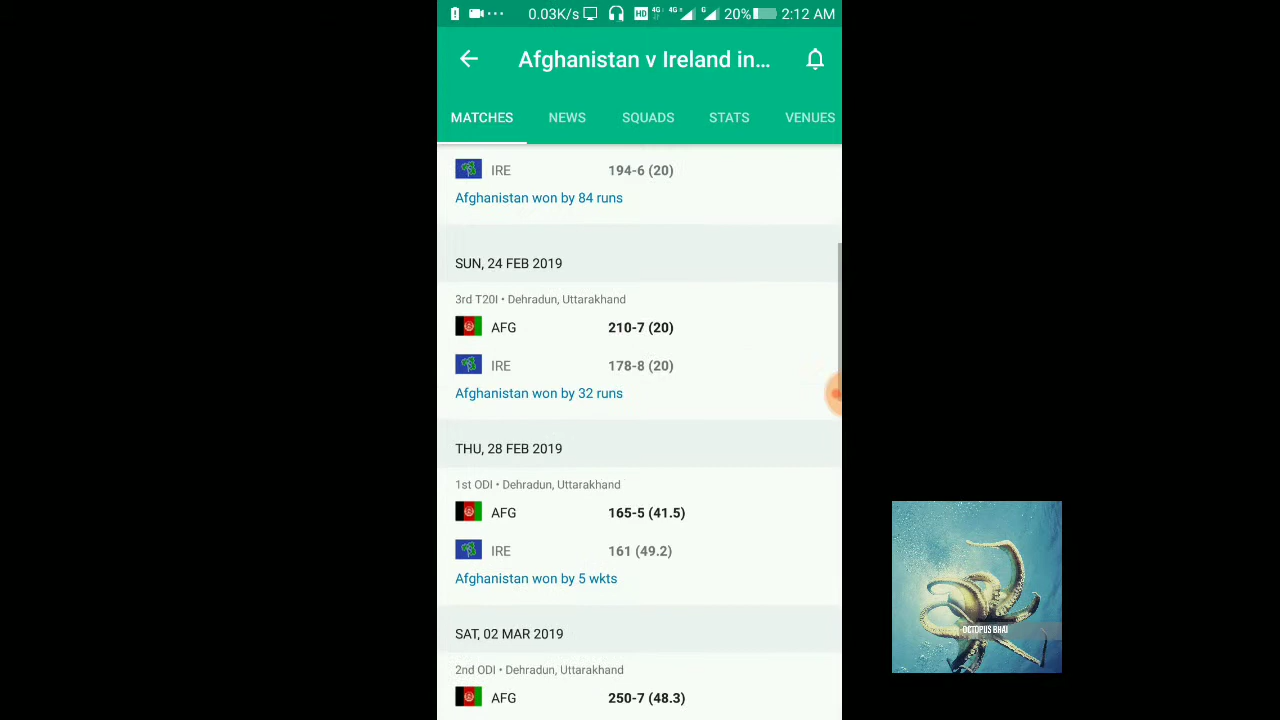 0.03K/s HD 4G 4G G 20% 2:12 AM
Afghanistan v Ireland in...
MATCHES NEWS SQUADS STATS VENUES
IRE 194-6 (20)
Afghanistan won by 84 runs
SUN, 24 FEB 2019
3rd T20I • Dehradun, Uttarakhand
AFG 210-7 (20)
IRE 178-8 (20)
Afghanistan won by 32 runs
THU, 28 FEB 2019
1st ODI • Dehradun, Uttarakhand
AFG 165-5 (41.5)
IRE 161 (49.2)
Afghanistan won by 5 wkts
SAT, 02 MAR 2019
2nd ODI • Dehradun, Uttarakhand
AFG 250-7 (48.3)
OCTOPUS BHAI